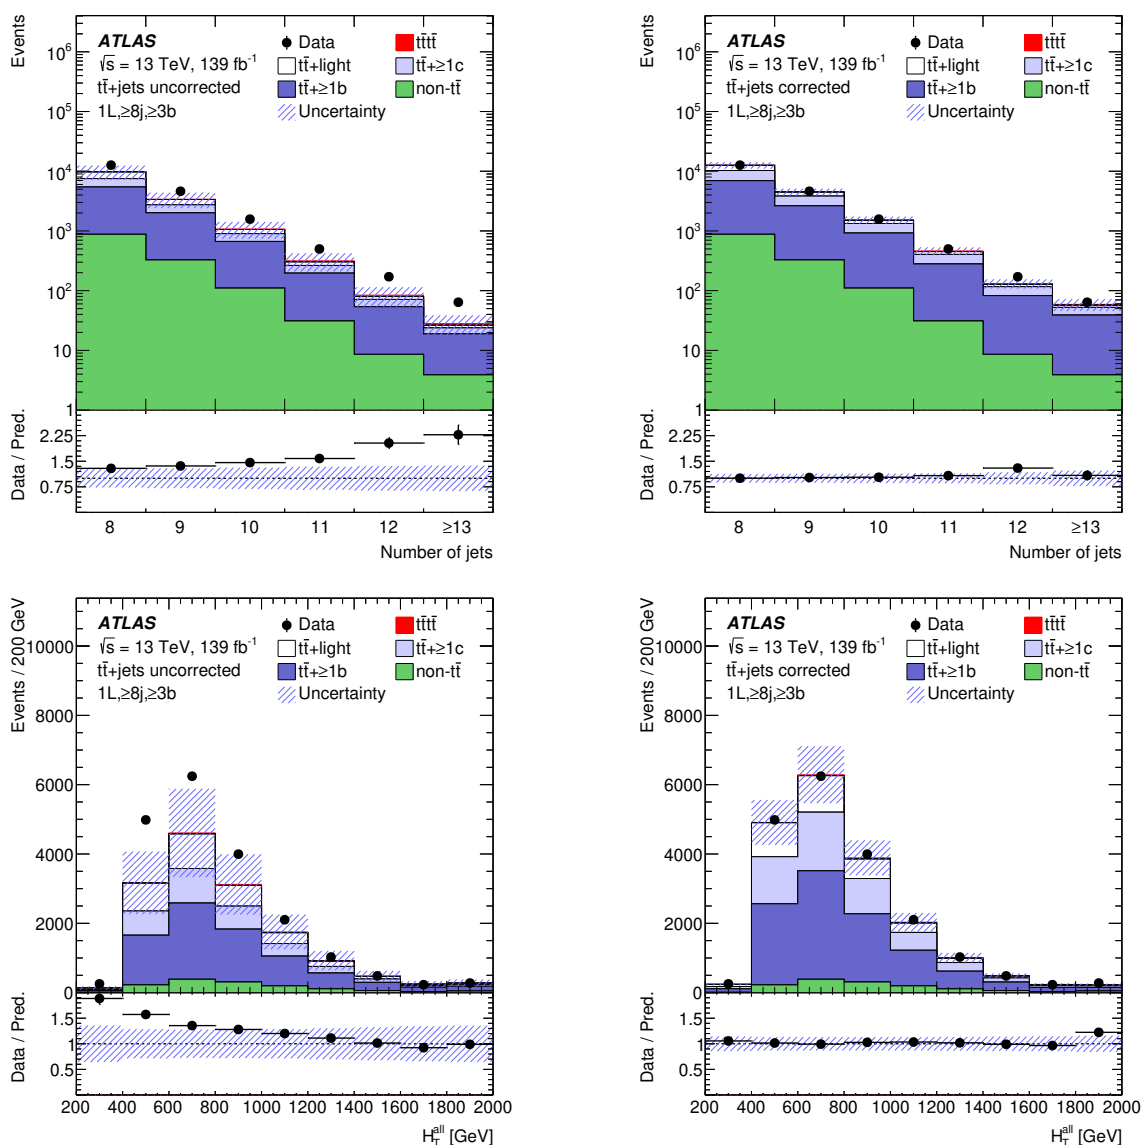 Events
10⁶
10⁵
10⁴
10³
10²
10
1
ATLAS
√s = 13 TeV, 139 fb⁻¹
tt̄+jets uncorrected
1L,≥8j,≥3b
Data
tt̄tt̄
tt̄+light
tt̄+≥1c
tt̄+≥1b
non-tt̄
Uncertainty
Data / Pred.
2.25
1.5
0.75
8 9 10 11 12 ≥13
Number of jets
Events
10⁶
10⁵
10⁴
10³
10²
10
1
ATLAS
√s = 13 TeV, 139 fb⁻¹
tt̄+jets corrected
1L,≥8j,≥3b
Data
tt̄tt̄
tt̄+light
tt̄+≥1c
tt̄+≥1b
non-tt̄
Uncertainty
Data / Pred.
2.25
1.5
0.75
8 9 10 11 12 ≥13
Number of jets
Events / 200 GeV
10000
8000
6000
4000
2000
0
ATLAS
√s = 13 TeV, 139 fb⁻¹
tt̄+jets uncorrected
1L,≥8j,≥3b
Data
tt̄tt̄
tt̄+light
tt̄+≥1c
tt̄+≥1b
non-tt̄
Uncertainty
Data / Pred.
1.5
1
0.5
200 400 600 800 1000 1200 1400 1600 1800 2000
H_T^all [GeV]
Events / 200 GeV
10000
8000
6000
4000
2000
0
ATLAS
√s = 13 TeV, 139 fb⁻¹
tt̄+jets corrected
1L,≥8j,≥3b
Data
tt̄tt̄
tt̄+light
tt̄+≥1c
tt̄+≥1b
non-tt̄
Uncertainty
Data / Pred.
1.5
1
0.5
200 400 600 800 1000 1200 1400 1600 1800 2000
H_T^all [GeV]